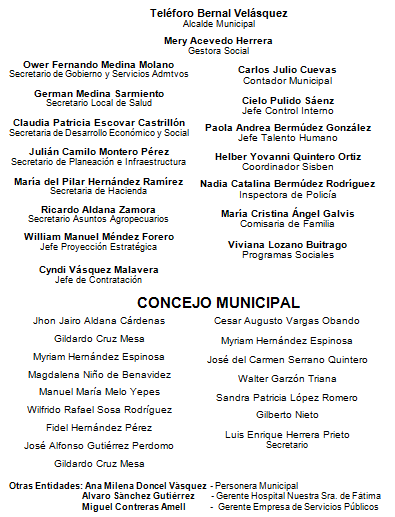 Teléforo Bernal Velásquez
Alcalde Municipal
Mery Acevedo Herrera
Gestora Social
Ower Fernando Medina Molano
Secretario de Gobierno y Servicios Admtvos
German Medina Sarmiento
Secretario Local de Salud
Claudia Patricia Escovar Castrillón
Secretaria de Desarrollo Económico y Social
Julián Camilo Montero Pérez
Secretario de Planeación e Infraestructura
María del Pilar Hernández Ramírez
Secretaria de Hacienda
Ricardo Aldana Zamora
Secretario Asuntos Agropecuarios
William Manuel Méndez Forero
Jefe Proyección Estratégica
Cyndi Vásquez Malavera
Jefe de Contratación
Carlos Julio Cuevas
Contador Municipal
Cielo Pulido Sáenz
Jefe Control Interno
Paola Andrea Bermúdez González
Jefe Talento Humano
Helber Yovanni Quintero Ortiz
Coordinador Sisben
Nadia Catalina Bermúdez Rodríguez
Inspectora de Policía
María Cristina Ángel Galvis
Comisaria de Familia
Viviana Lozano Buitrago
Programas Sociales
CONCEJO MUNICIPAL
Jhon Jairo Aldana Cárdenas
Gildardo Cruz Mesa
Myriam Hernández Espinosa
Magdalena Niño de Benavidez
Manuel María Melo Yepes
Wilfrido Rafael Sosa Rodríguez
Fidel Hernández Pérez
José Alfonso Gutiérrez Perdomo
Gildardo Cruz Mesa
Cesar Augusto Vargas Obando
Myriam Hernández Espinosa
José del Carmen Serrano Quintero
Walter Garzón Triana
Sandra Patricia López Romero
Gilberto Nieto
Luis Enrique Herrera Prieto
Secretario
Otras Entidades: Ana Milena Doncel Vàsquez - Personera Municipal
Alvaro Sànchez Gutiérrez - Gerente Hospital Nuestra Sra. de Fátima
Miguel Contreras Amell - Gerente Empresa de Servicios Públicos